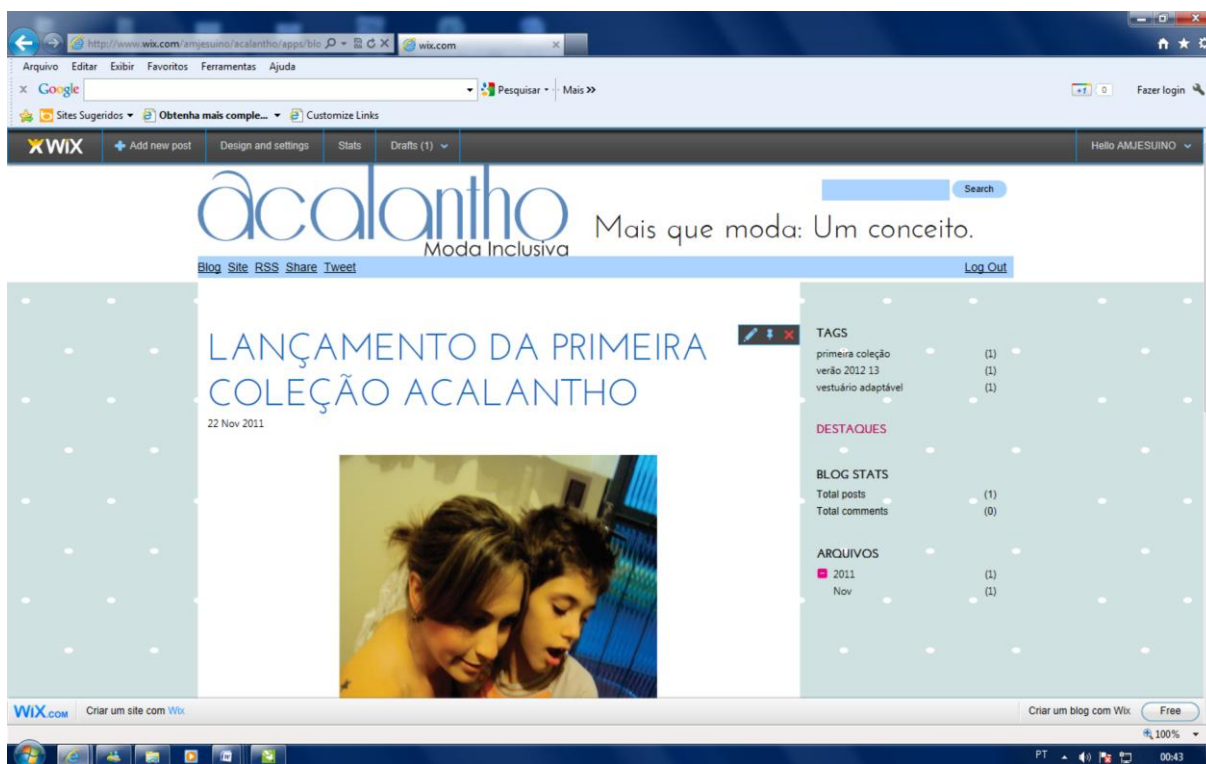 http://www.wix.com/amjesuino/acalantho/apps/blo
wix.com
Arquivo Editar Exibir Favoritos Ferramentas Ajuda
x Google Pesquisar Mais »
+1 0 Fazer login
Sites Sugeridos Obtenha mais comple... Customize Links
WiX Add new post Design and settings Stats Drafts (1) Hello AMJESUINO
Search
acalantho
Moda Inclusiva
Mais que moda: Um conceito.
Blog Site RSS Share Tweet Log Out
LANÇAMENTO DA PRIMEIRA
COLEÇÃO ACALANTHO
22 Nov 2011
TAGS
primeira coleção (1)
verão 2012 13 (1)
vestuário adaptável (1)
DESTAQUES
BLOG STATS
Total posts (1)
Total comments (0)
ARQUIVOS
2011 (1)
Nov (1)
WiX.COM Criar um site com Wix Criar um blog com Wix Free
100%
PT 00:43